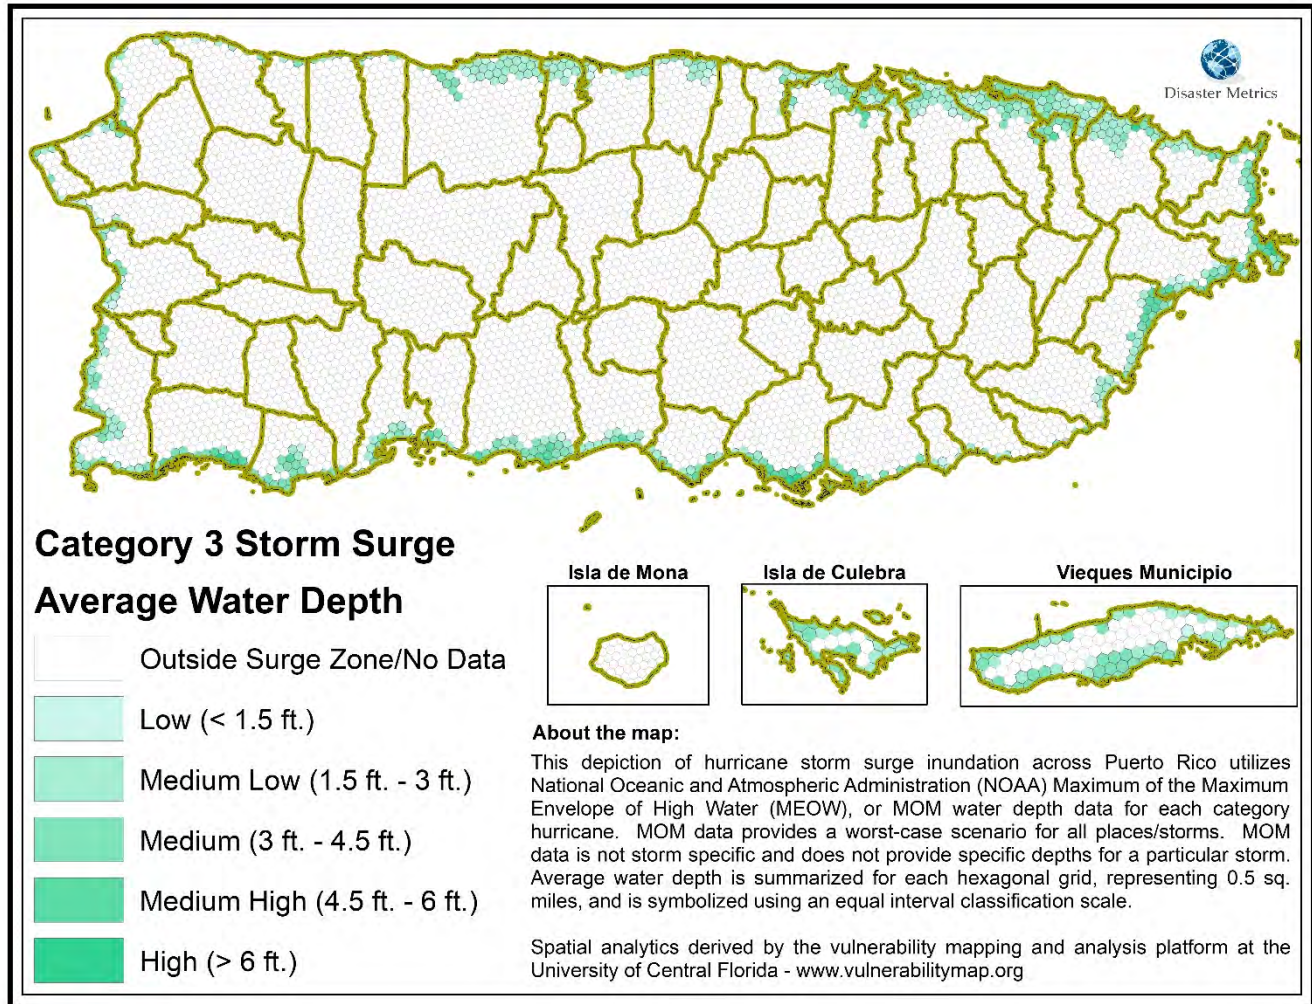 Disaster Metrics
Category 3 Storm Surge
Average Water Depth
Outside Surge Zone/No Data
Low (< 1.5 ft.)
Medium Low (1.5 ft. - 3 ft.)
Medium (3 ft. - 4.5 ft.)
Medium High (4.5 ft. - 6 ft.)
High (> 6 ft.)
Isla de Mona
Isla de Culebra
Vieques Municipio
About the map:
This depiction of hurricane storm surge inundation across Puerto Rico utilizes
National Oceanic and Atmospheric Administration (NOAA) Maximum of the Maximum
Envelope of High Water (MEOW), or MOM water depth data for each category
hurricane. MOM data provides a worst-case scenario for all places/storms. MOM
data is not storm specific and does not provide specific depths for a particular storm.
Average water depth is summarized for each hexagonal grid, representing 0.5 sq.
miles, and is symbolized using an equal interval classification scale.
Spatial analytics derived by the vulnerability mapping and analysis platform at the
University of Central Florida - www.vulnerabilitymap.org